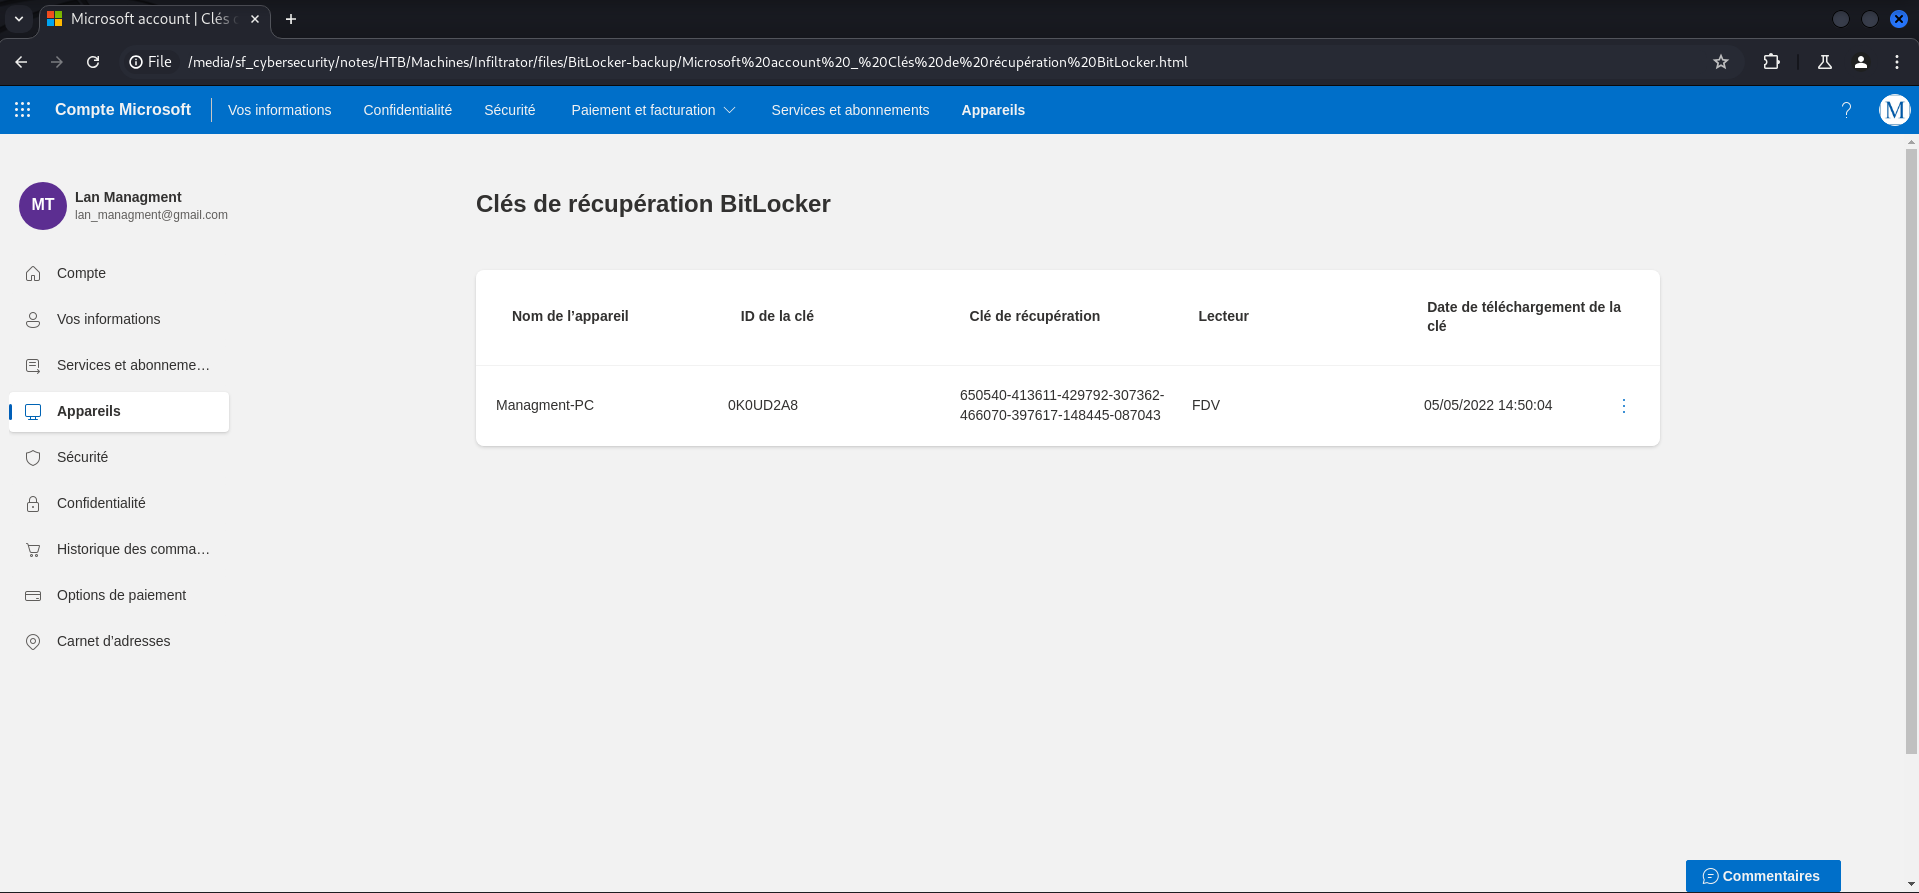 Microsoft account | Clés
File /media/sf_cybersecurity/notes/HTB/Machines/Infiltrator/files/BitLocker-backup/Microsoft%20account%20_%20Clés%20de%20récupération%20BitLocker.html
Compte Microsoft Vos informations Confidentialité Sécurité Paiement et facturation Services et abonnements Appareils ? M
MT
Lan Managment
lan_managment@gmail.com
Compte
Vos informations
Services et abonneme…
Appareils
Sécurité
Confidentialité
Historique des comma…
Options de paiement
Carnet d'adresses
Clés de récupération BitLocker
Nom de l’appareil ID de la clé Clé de récupération Lecteur Date de téléchargement de la
clé
Managment-PC 0K0UD2A8 650540-413611-429792-307362-
466070-397617-148445-087043 FDV 05/05/2022 14:50:04
Commentaires